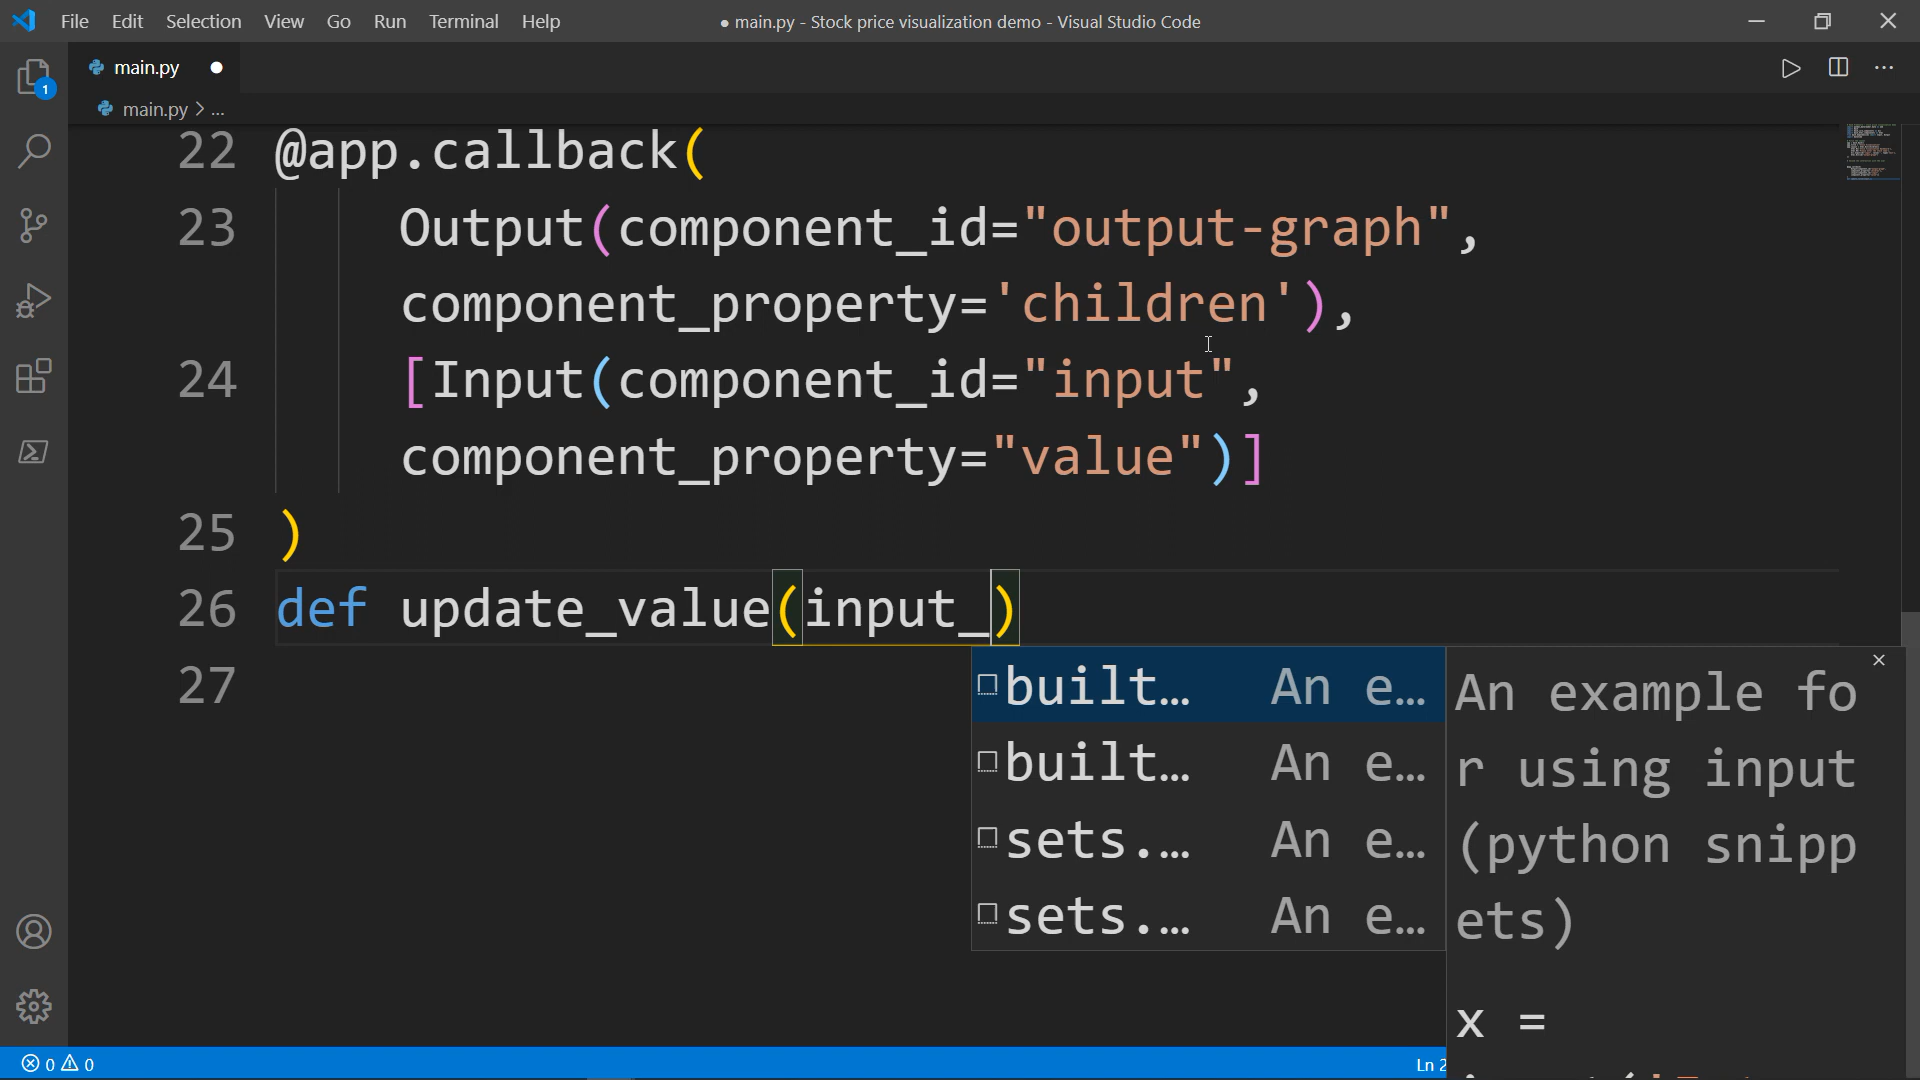 File Edit Selection View Go Run Terminal Help
● main.py - Stock price visualization demo - Visual Studio Code
main.py ●
main.py > ...
1
22 @app.callback(
23 Output(component_id="output-graph",
component_property='children'),
24 [Input(component_id="input",
component_property="value")]
25 )
26 def update_value(input_)
27
built… An e…
built… An e…
sets.… An e…
sets.… An e…
An example fo
r using input
(python snipp
ets)
x =
0 0
Ln 2